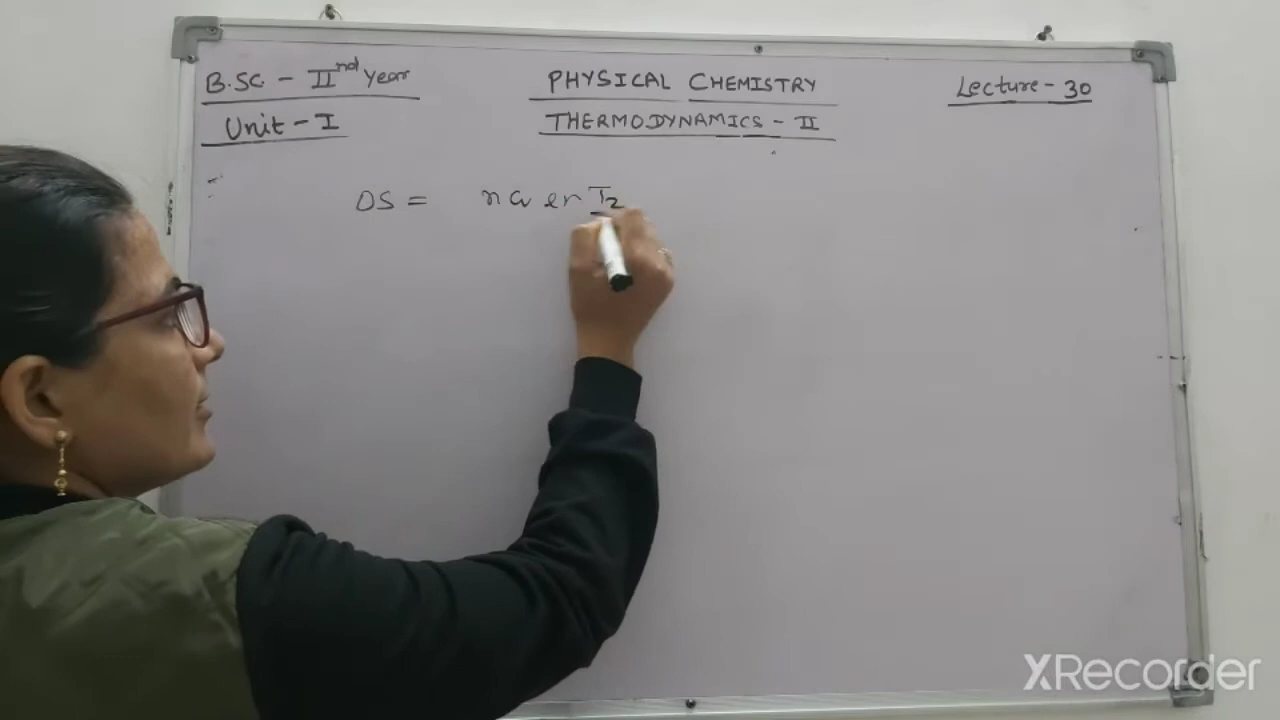 B.SC. - IInd Year
PHYSICAL CHEMISTRY
Lecture - 30
Unit - I
THERMODYNAMICS - II
ΔS = n Cv ln T2
XRecorder